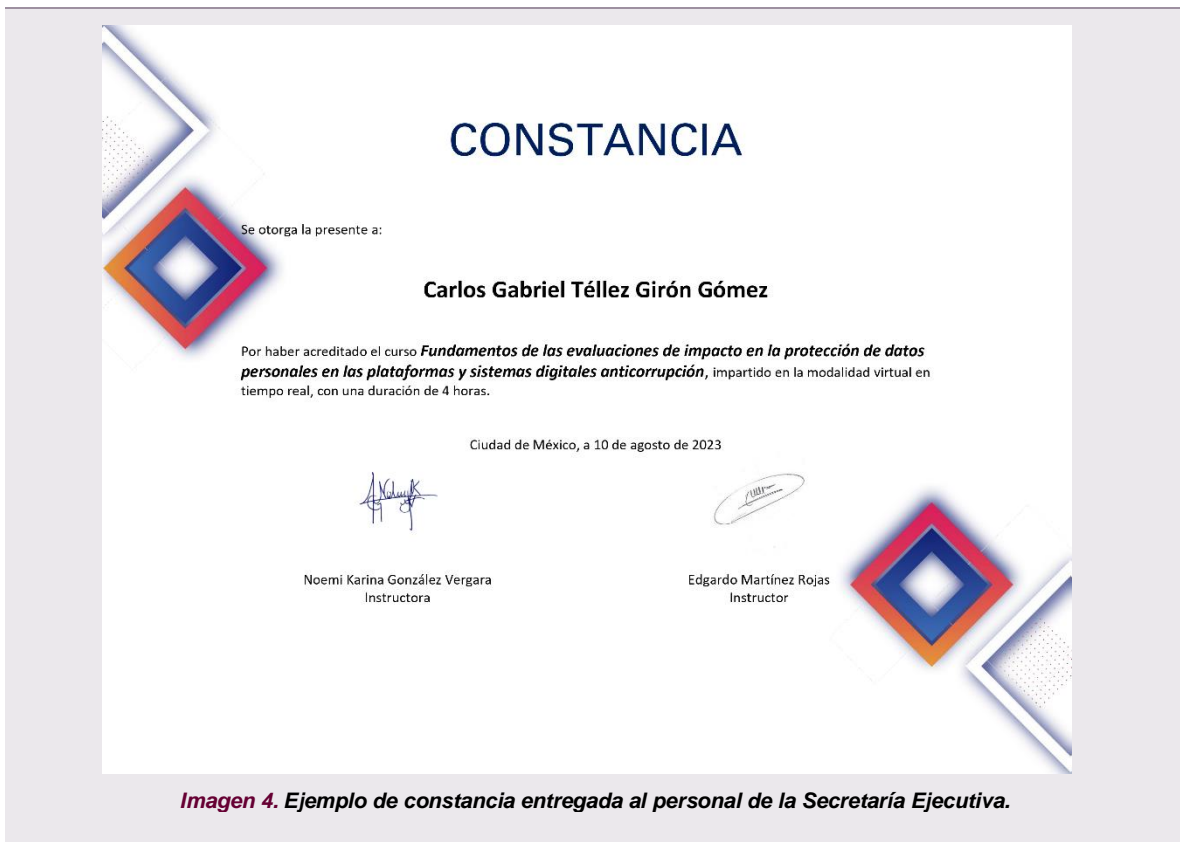 CONSTANCIA
Se otorga la presente a:
Carlos Gabriel Téllez Girón Gómez
Por haber acreditado el curso Fundamentos de las evaluaciones de impacto en la protección de datos
personales en las plataformas y sistemas digitales anticorrupción, impartido en la modalidad virtual en
tiempo real, con una duración de 4 horas.
Ciudad de México, a 10 de agosto de 2023
Noemi Karina González Vergara
Instructora
Edgardo Martínez Rojas
Instructor
Imagen 4. Ejemplo de constancia entregada al personal de la Secretaría Ejecutiva.